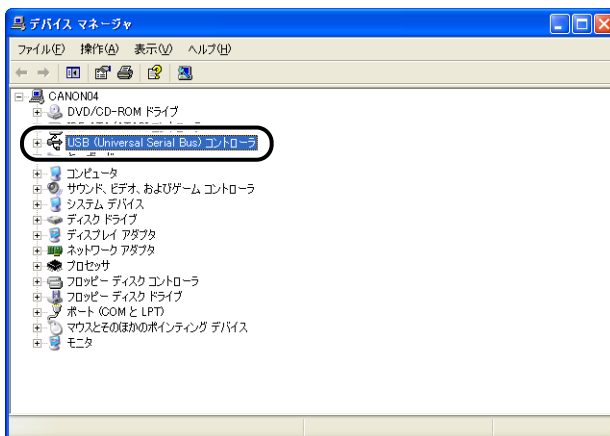 デバイス マネージャ
ファイル(F) 操作(A) 表示(V) ヘルプ(H)
CANON04
DVD/CD-ROM ドライブ
USB (Universal Serial Bus) コントローラ
コンピュータ
サウンド、ビデオ、およびゲーム コントローラ
システム デバイス
ディスク ドライブ
ディスプレイ アダプタ
ネットワーク アダプタ
プロセッサ
フロッピー ディスク コントローラ
フロッピー ディスク ドライブ
ポート (COM と LPT)
マウスとそのほかのポインティング デバイス
モニタ